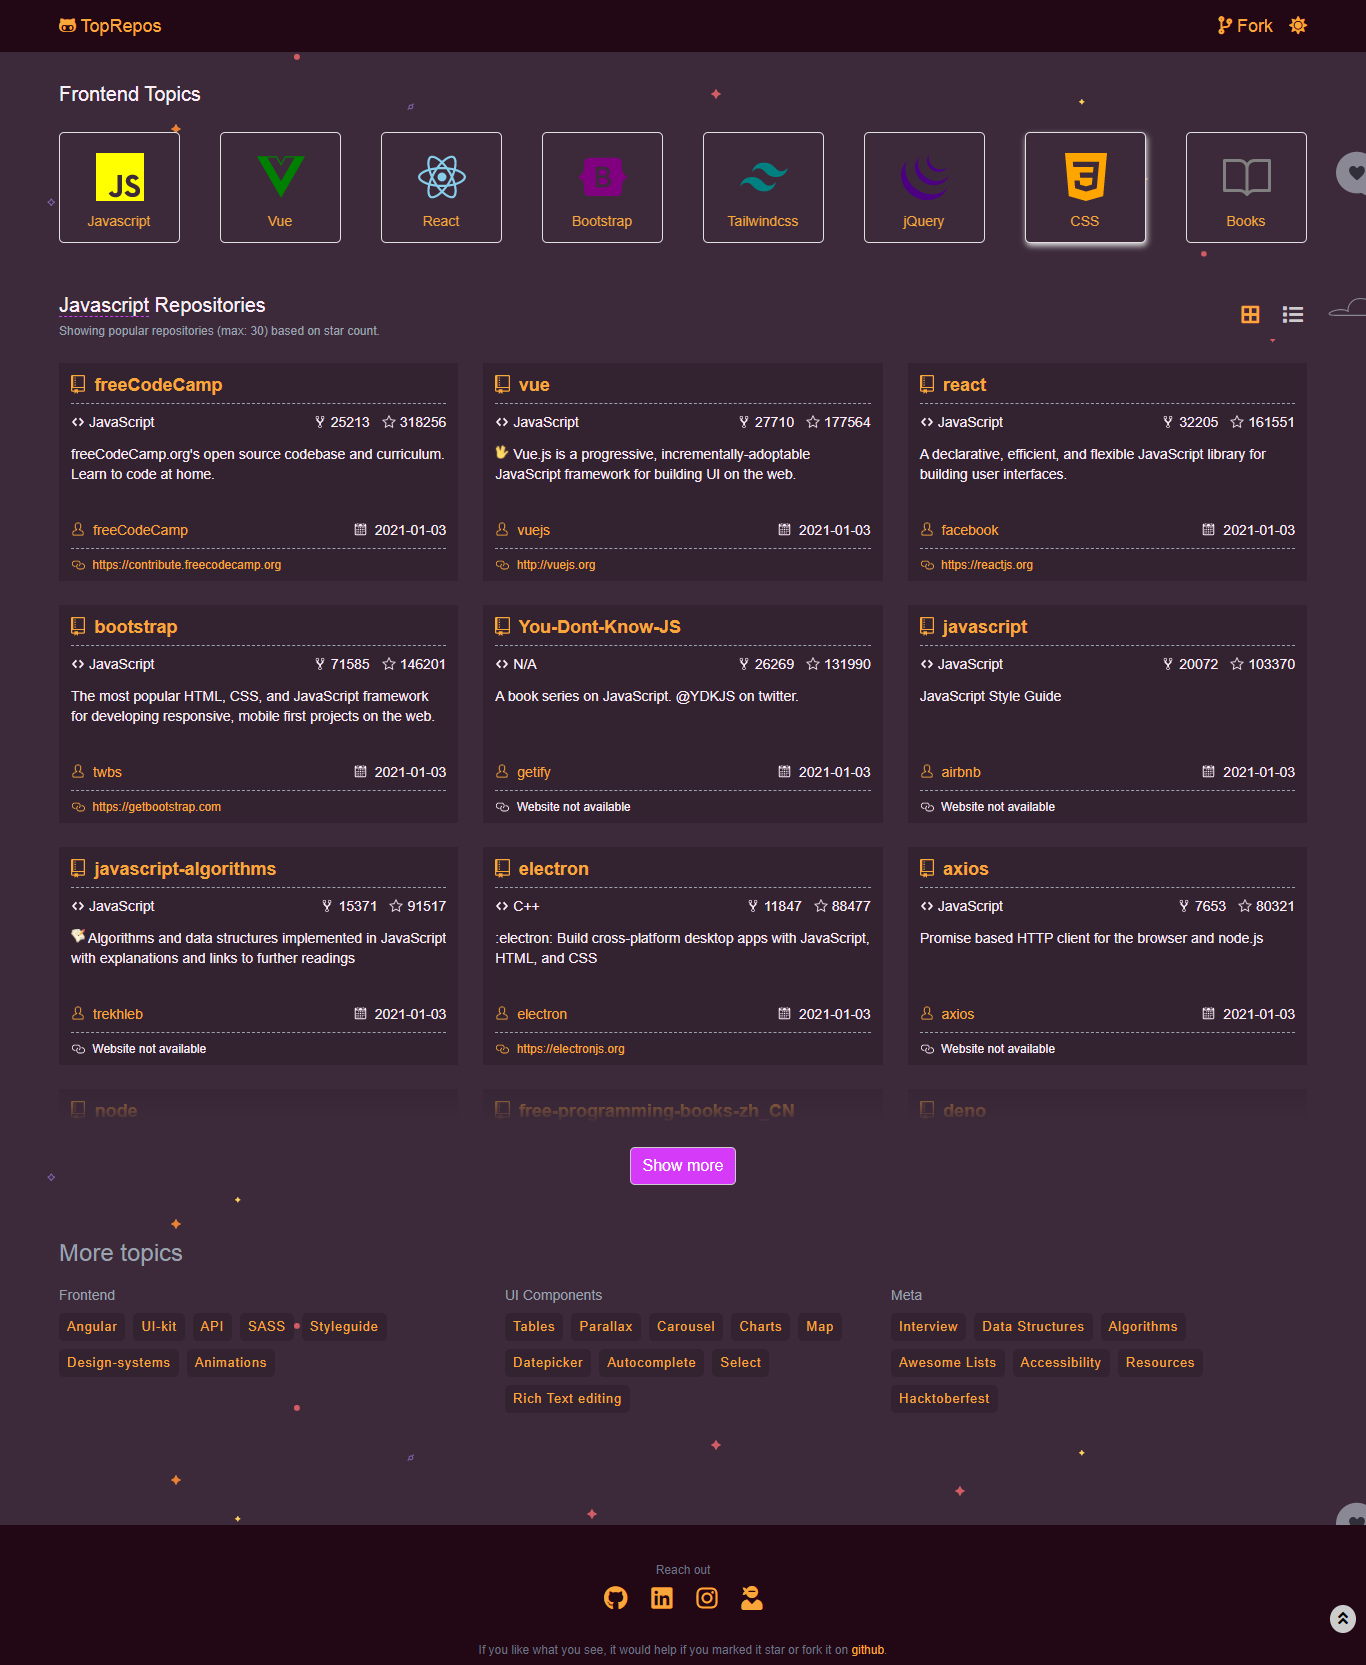 TopRepos
Fork
Frontend Topics
JS
Javascript
Vue
React
B
Bootstrap
Tailwindcss
jQuery
3
CSS
Books
Javascript Repositories
Showing popular repositories (max: 30) based on star count.
freeCodeCamp
JavaScript 25213 318256
freeCodeCamp.org's open source codebase and curriculum.
Learn to code at home.
freeCodeCamp 2021-01-03
https://contribute.freecodecamp.org
vue
JavaScript 27710 177564
🖖 Vue.js is a progressive, incrementally-adoptable
JavaScript framework for building UI on the web.
vuejs 2021-01-03
http://vuejs.org
react
JavaScript 32205 161551
A declarative, efficient, and flexible JavaScript library for
building user interfaces.
facebook 2021-01-03
https://reactjs.org
bootstrap
JavaScript 71585 146201
The most popular HTML, CSS, and JavaScript framework
for developing responsive, mobile first projects on the web.
twbs 2021-01-03
https://getbootstrap.com
You-Dont-Know-JS
N/A 26269 131990
A book series on JavaScript. @YDKJS on twitter.
getify 2021-01-03
Website not available
javascript
JavaScript 20072 103370
JavaScript Style Guide
airbnb 2021-01-03
Website not available
javascript-algorithms
JavaScript 15371 91517
📝 Algorithms and data structures implemented in JavaScript
with explanations and links to further readings
trekhleb 2021-01-03
Website not available
electron
C++ 11847 88477
:electron: Build cross-platform desktop apps with JavaScript,
HTML, and CSS
electron 2021-01-03
https://electronjs.org
axios
JavaScript 7653 80321
Promise based HTTP client for the browser and node.js
axios 2021-01-03
Website not available
node
free-programming-books-zh_CN
deno
Show more
More topics
Frontend
Angular UI-kit API SASS Styleguide
Design-systems Animations
UI Components
Tables Parallax Carousel Charts Map
Datepicker Autocomplete Select
Rich Text editing
Meta
Interview Data Structures Algorithms
Awesome Lists Accessibility Resources
Hacktoberfest
Reach out
in
If you like what you see, it would help if you marked it star or fork it on github.